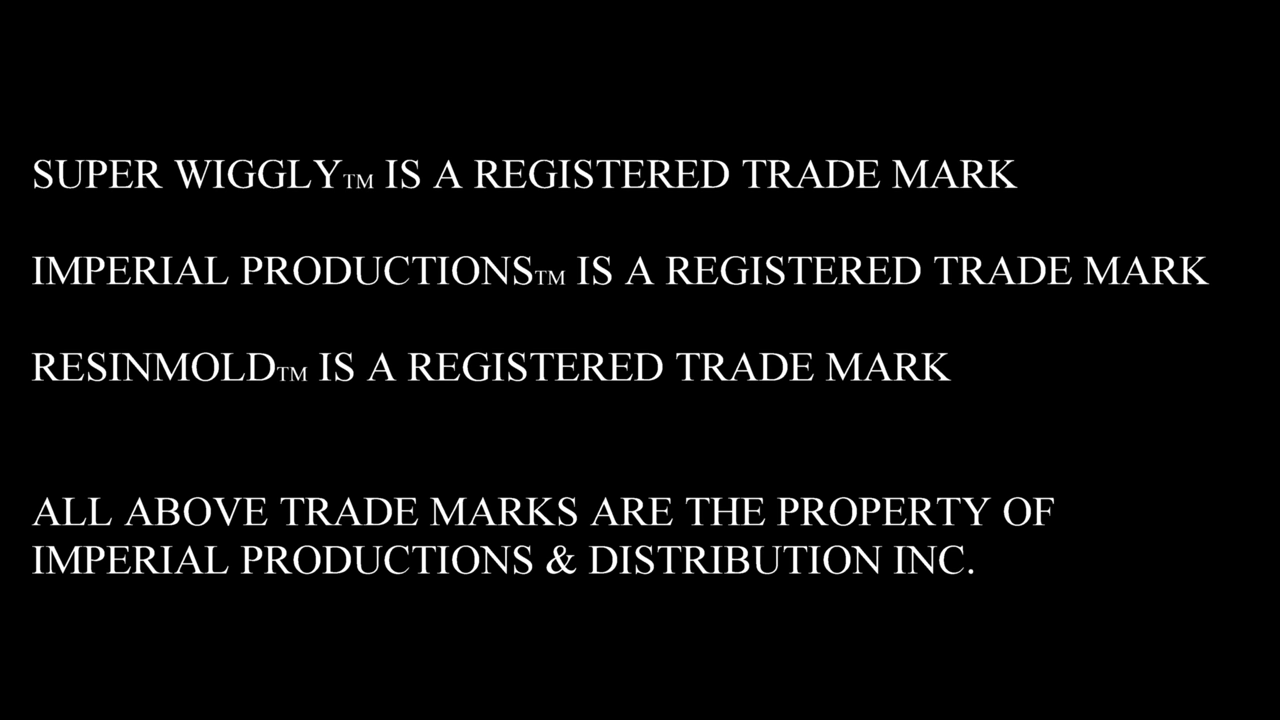 SUPER WIGGLYTM IS A REGISTERED TRADE MARK
IMPERIAL PRODUCTIONSTM IS A REGISTERED TRADE MARK
RESINMOLDTM IS A REGISTERED TRADE MARK
ALL ABOVE TRADE MARKS ARE THE PROPERTY OF
IMPERIAL PRODUCTIONS & DISTRIBUTION INC.